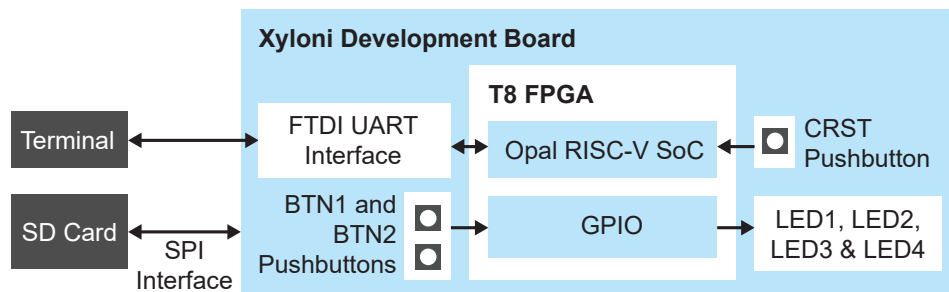 Xyloni Development Board
T8 FPGA
Terminal
FTDI UART
Interface
Opal RISC-V SoC
CRST
Pushbutton
SD Card
SPI
Interface
BTN1 and
BTN2
Pushbuttons
GPIO
LED1, LED2,
LED3 & LED4